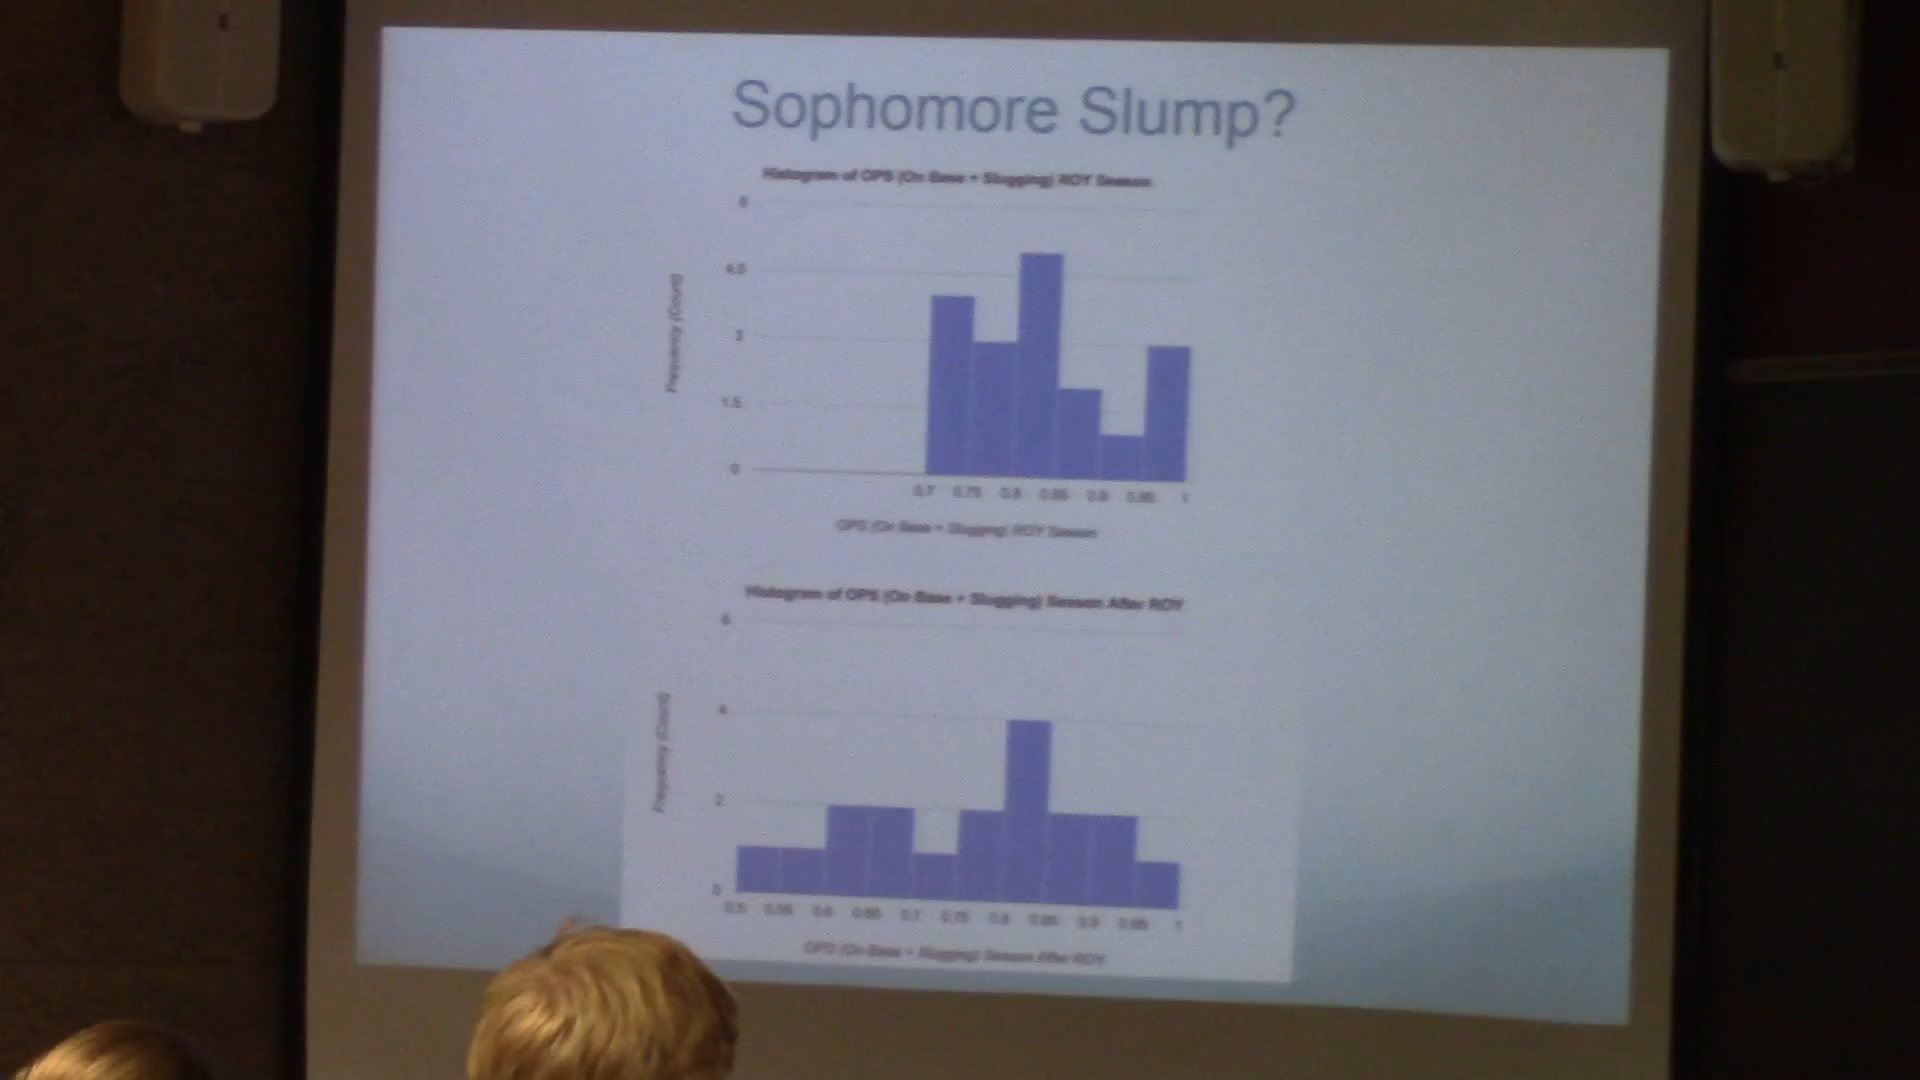 Sophomore Slump?
Histogram of OPS (On Base + Slugging) ROY Season
6
4.5
3
1.5
0
Frequency (Count)
0.7 0.75 0.8 0.85 0.9 0.95 1
OPS (On Base + Slugging) ROY Season
Histogram of OPS (On Base + Slugging) Season After ROY
6
4
2
0
Frequency (Count)
0.5 0.55 0.6 0.65 0.7 0.75 0.8 0.85 0.9 0.95 1
OPS (On Base + Slugging) Season After ROY